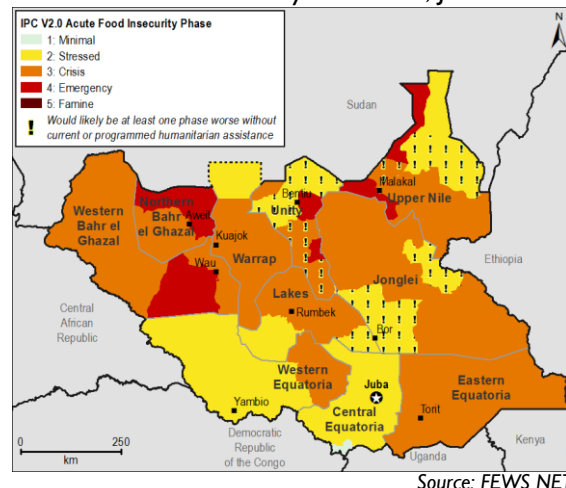 IPC V2.0 Acute Food Insecurity Phase
1: Minimal
2: Stressed
3: Crisis
4: Emergency
5: Famine
! Would likely be at least one phase worse without
current or programmed humanitarian assistance
N
Sudan
Malakal
Upper Nile
Bentiu
Unity
Northern
Bahr
el Ghazal
Aweil
Western
Bahr el
Ghazal
Kuajok
Warrap
Wau
Ethiopia
Jonglei
Lakes
Rumbek
Bor
Central
African
Republic
Western
Equatoria
Juba
Eastern
Equatoria
Yambio
Central
Equatoria
Torit
0 250
km
Democratic
Republic
of the Congo
Uganda
Kenya
Source: FEWS NET